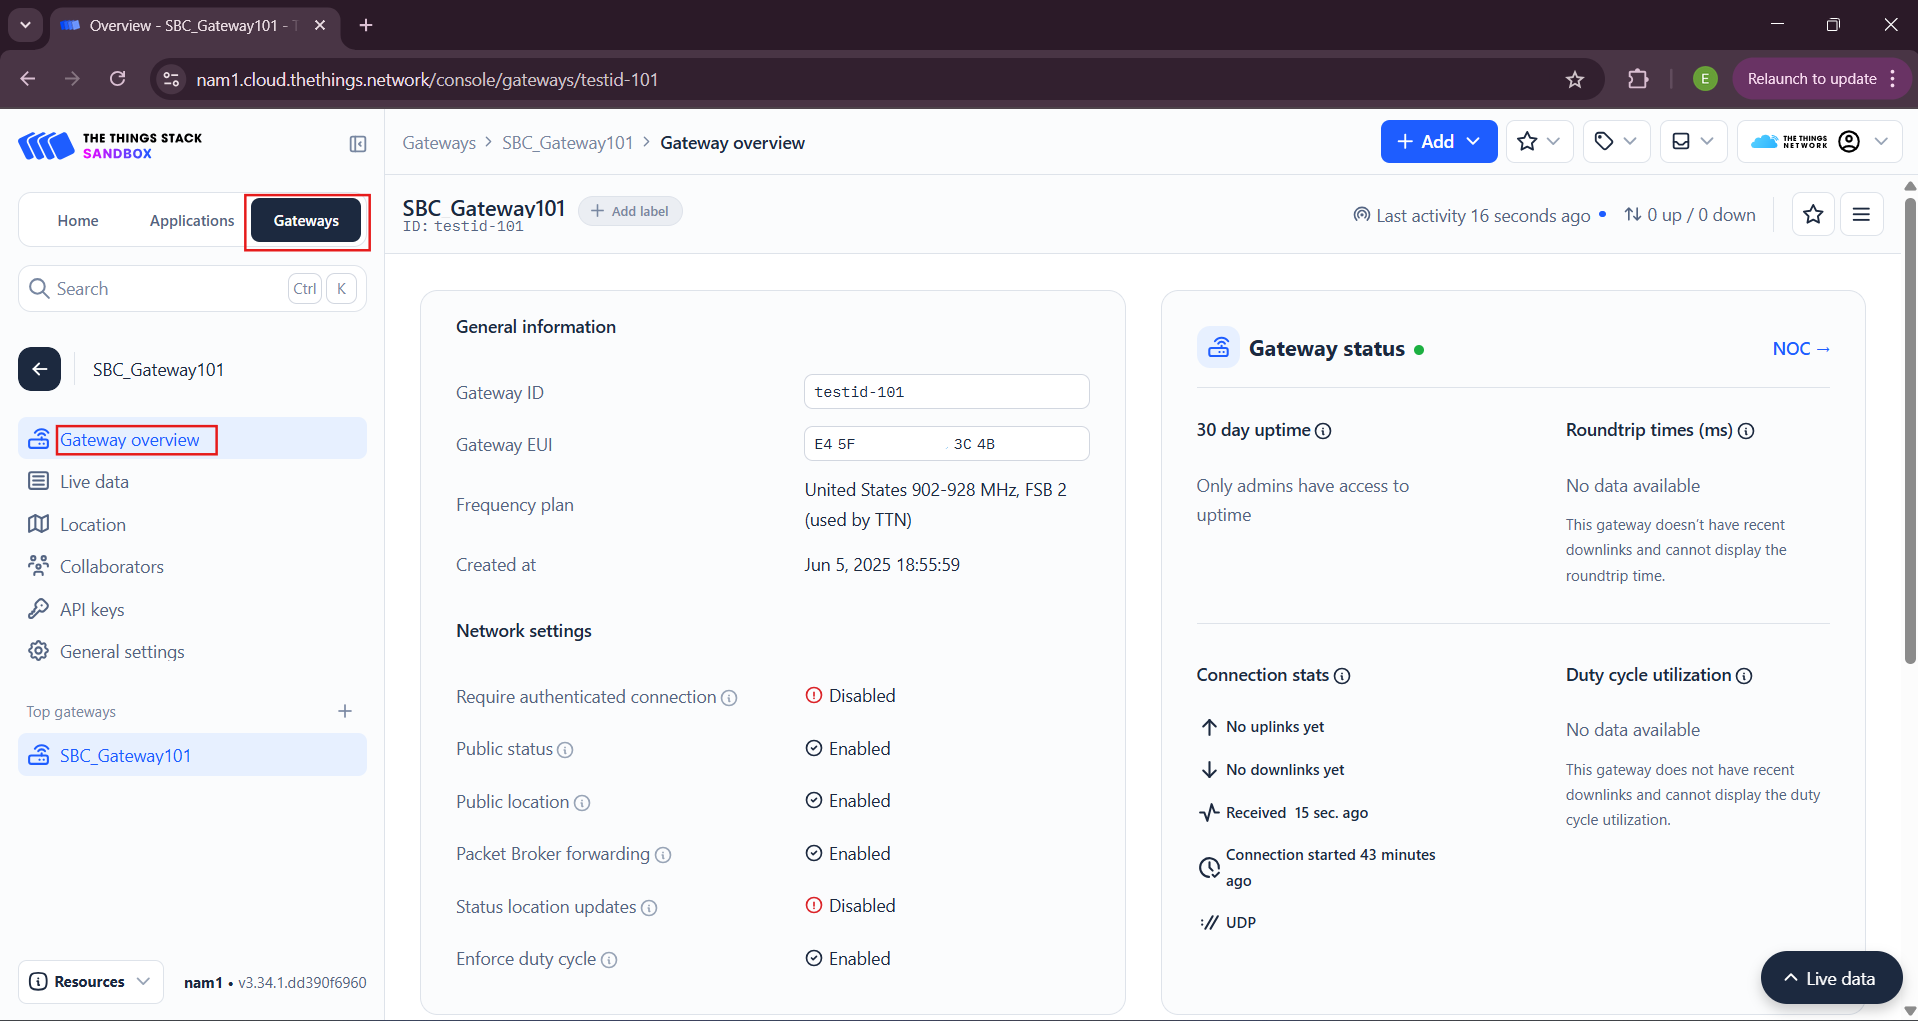 Overview - SBC_Gateway101 -
nam1.cloud.thethings.network/console/gateways/testid-101
E
Relaunch to update
THE THINGS STACK
SANDBOX
Gateways > SBC_Gateway101 > Gateway overview
+ Add
THE THINGS
NETWORK
Home
Applications
Gateways
SBC_Gateway101
+ Add label
ID: testid-101
Last activity 16 seconds ago
0 up / 0 down
Search
Ctrl
K
SBC_Gateway101
Gateway overview
Live data
Location
Collaborators
API keys
General settings
Top gateways
SBC_Gateway101
Resources
nam1 • v3.34.1.dd390f6960
General information
Gateway ID
testid-101
Gateway EUI
E4 5F 3C 4B
Frequency plan
United States 902-928 MHz, FSB 2
(used by TTN)
Created at
Jun 5, 2025 18:55:59
Network settings
Require authenticated connection
Disabled
Public status
Enabled
Public location
Enabled
Packet Broker forwarding
Enabled
Status location updates
Disabled
Enforce duty cycle
Enabled
Gateway status
NOC →
30 day uptime
Only admins have access to
uptime
Roundtrip times (ms)
No data available
This gateway doesn't have recent
downlinks and cannot display the
roundtrip time.
Connection stats
No uplinks yet
No downlinks yet
Received 15 sec. ago
Connection started 43 minutes
ago
UDP
Duty cycle utilization
No data available
This gateway does not have recent
downlinks and cannot display the duty
cycle utilization.
Live data